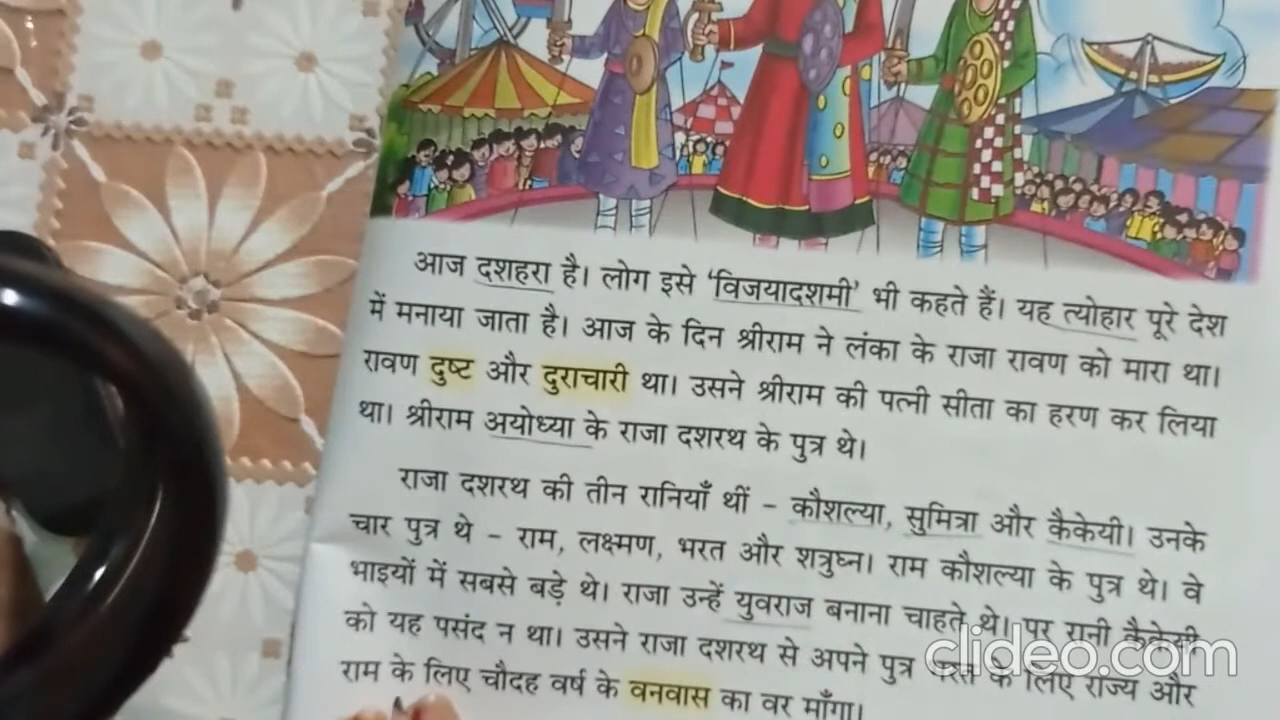 आज दशहरा है। लोग इसे 'विजयादशमी' भी कहते हैं। यह त्योहार पूरे देश
में मनाया जाता है। आज के दिन श्रीराम ने लंका के राजा रावण को मारा था।
रावण दुष्ट और दुराचारी था। उसने श्रीराम की पत्नी सीता का हरण कर लिया
था। श्रीराम अयोध्या के राजा दशरथ के पुत्र थे।
राजा दशरथ की तीन रानियाँ थीं – कौशल्या, सुमित्रा और कैकेयी। उनके
चार पुत्र थे – राम, लक्ष्मण, भरत और शत्रुघ्न। राम कौशल्या के पुत्र थे। वे
भाइयों में सबसे बड़े थे। राजा उन्हें युवराज बनाना चाहते थे। पर रानी कैकेयी
को यह पसंद न था। उसने राजा दशरथ से अपने पुत्र भरत के लिए राज्य और
राम के लिए चौदह वर्ष के वनवास का वर माँगा।
clideo.com